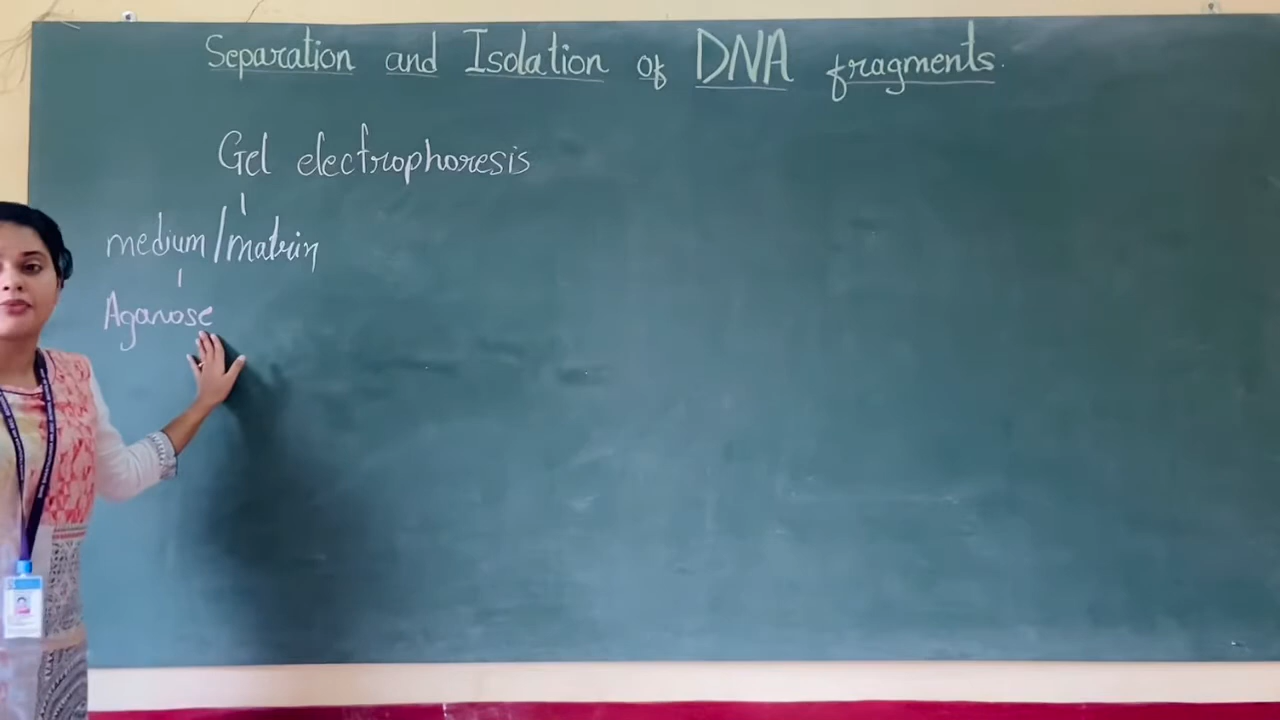 Separation and Isolation of DNA fragments.
Gel electrophoresis
medium/matrix
Agarose